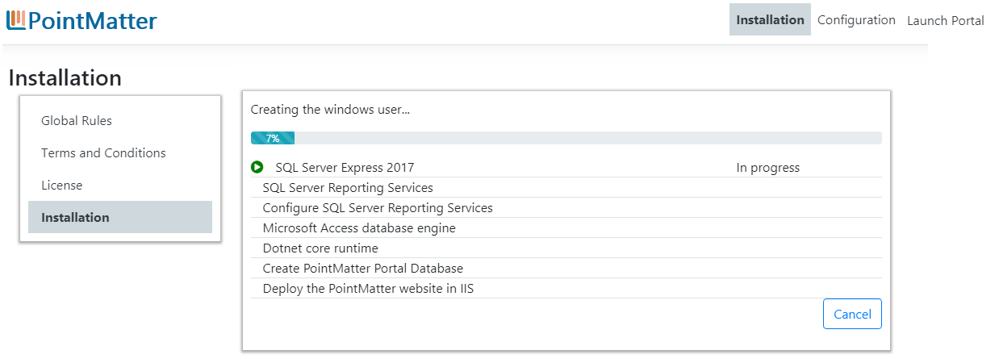 PointMatter
Installation Configuration Launch Portal
Installation
Global Rules
Terms and Conditions
License
Installation
Creating the windows user...
7%
SQL Server Express 2017 In progress
SQL Server Reporting Services
Configure SQL Server Reporting Services
Microsoft Access database engine
Dotnet core runtime
Create PointMatter Portal Database
Deploy the PointMatter website in IIS
Cancel